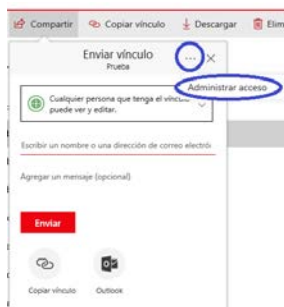 Compartir Copiar vínculo Descargar Elim
Enviar vínculo ... ×
Prueba
Administrar acceso
Cualquier persona que tenga el vínculo
puede ver y editar.
Escribir un nombre o una dirección de correo electróni
Agregar un mensaje (opcional)
Enviar
Copiar vínculo Outlook